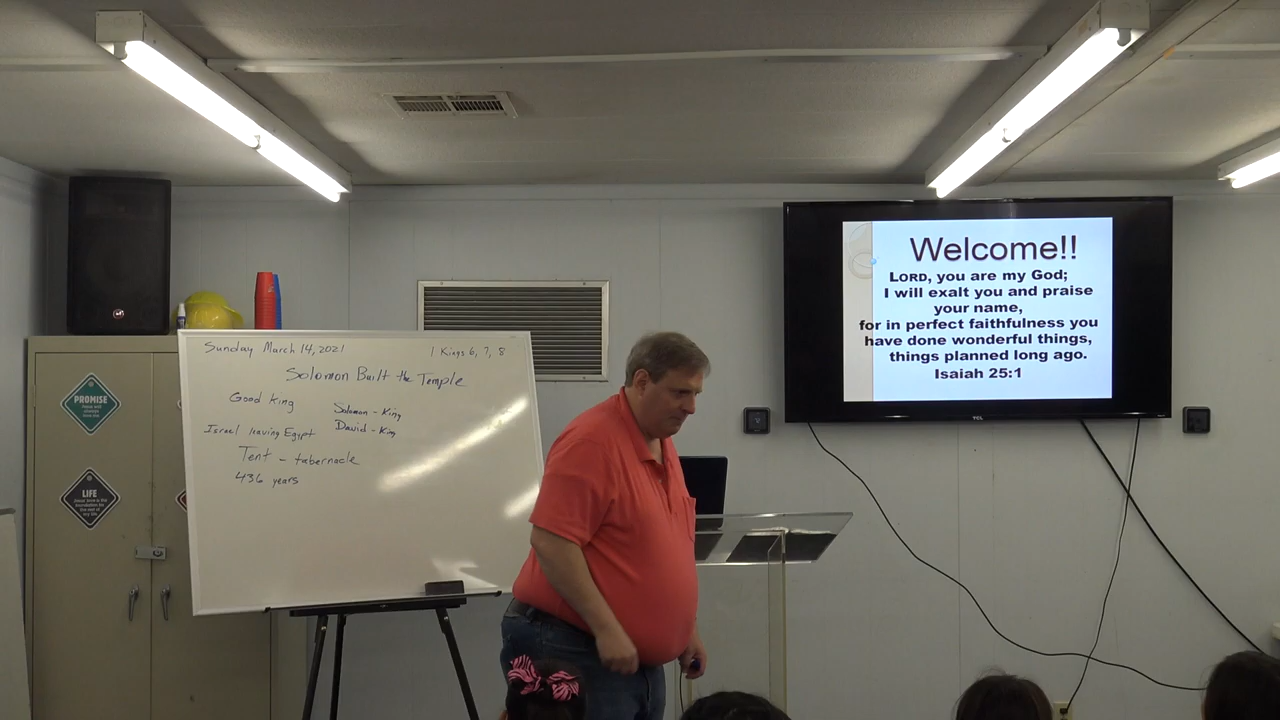 Sunday March 14, 2021
1 Kings 6, 7, 8
Solomon Built the Temple
Good king
Solomon - King
David - King
Israel leaving Egypt
Tent - tabernacle
436 years
PROMISE
LIFE
Welcome!!
LORD, you are my God;
I will exalt you and praise
your name,
for in perfect faithfulness you
have done wonderful things,
things planned long ago.
Isaiah 25:1
TCL